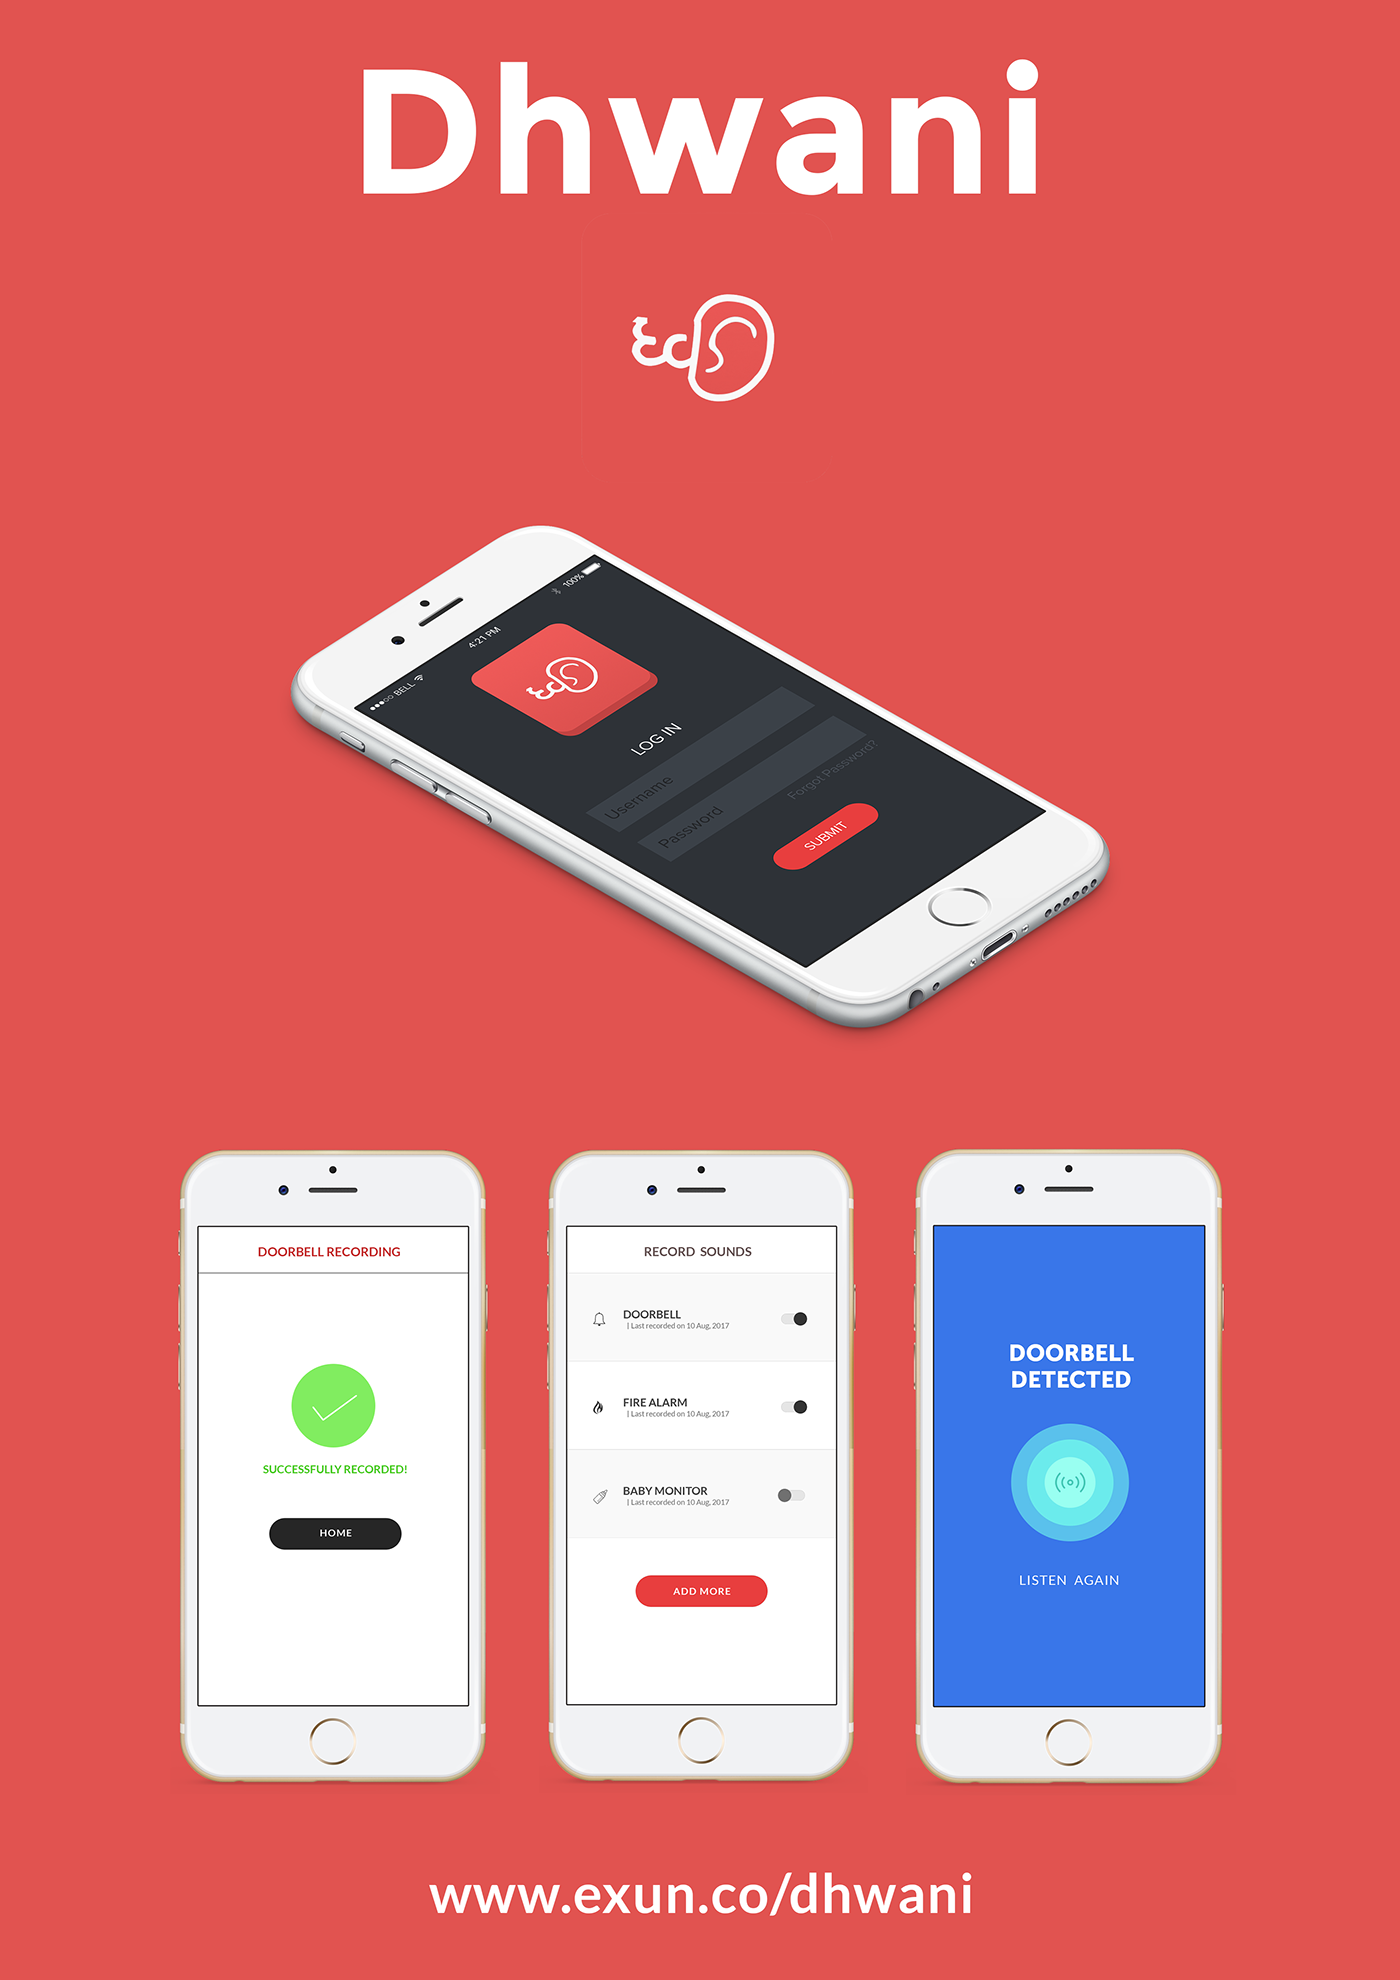 Dhwani
BELL
4:21 PM
100%
LOG IN
Username
Password
Forgot Password?
SUBMIT
DOORBELL RECORDING
SUCCESSFULLY RECORDED!
HOME
RECORD SOUNDS
DOORBELL
| Last recorded on 10 Aug, 2017
FIRE ALARM
| Last recorded on 10 Aug, 2017
BABY MONITOR
| Last recorded on 10 Aug, 2017
ADD MORE
DOORBELL
DETECTED
LISTEN AGAIN
www.exun.co/dhwani